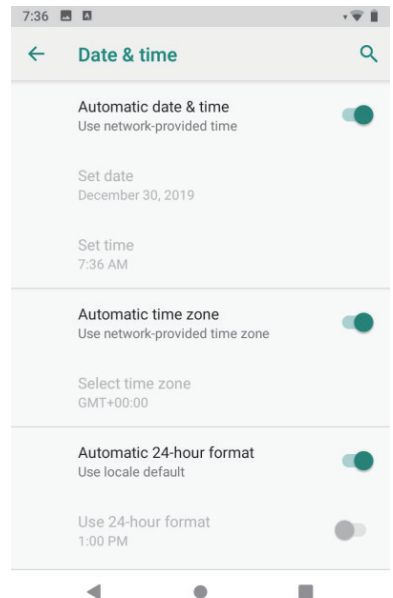 7:36
Date & time
Automatic date & time
Use network-provided time
Set date
December 30, 2019
Set time
7:36 AM
Automatic time zone
Use network-provided time zone
Select time zone
GMT+00:00
Automatic 24-hour format
Use locale default
Use 24-hour format
1:00 PM